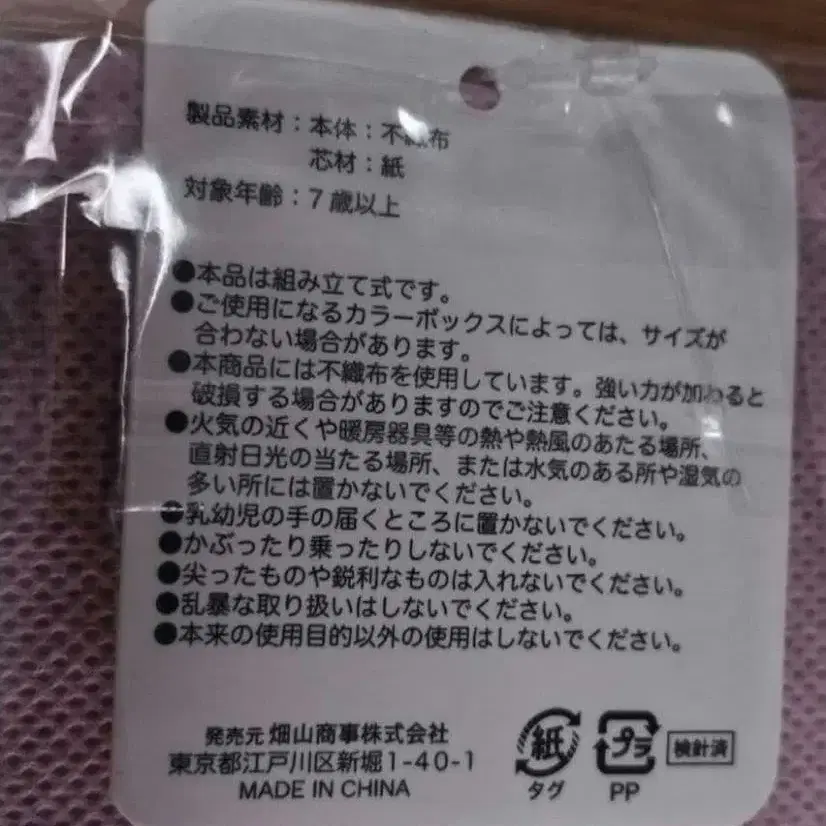 製品素材：本体：不織布
芯材：紙
対象年齢：7歳以上
●本品は組み立て式です。
●ご使用になるカラーボックスによっては、サイズが
合わない場合があります。
●本商品には不織布を使用しています。強い力が加わると
破損する場合がありますのでご注意ください。
●火気の近くや暖房器具等の熱や熱風のあたる場所、
直射日光の当たる場所、または水気のある所や湿気の
多い所には置かないでください。
●乳幼児の手の届くところに置かないでください。
●かぶったり乗ったりしないでください。
●尖ったものや鋭利なものは入れないでください。
●乱暴な取り扱いはしないでください。
●本来の使用目的以外の使用はしないでください。
発売元 畑山商事株式会社
東京都江戸川区新堀1-40-1
MADE IN CHINA
紙
タグ
プラ
PP
検針済